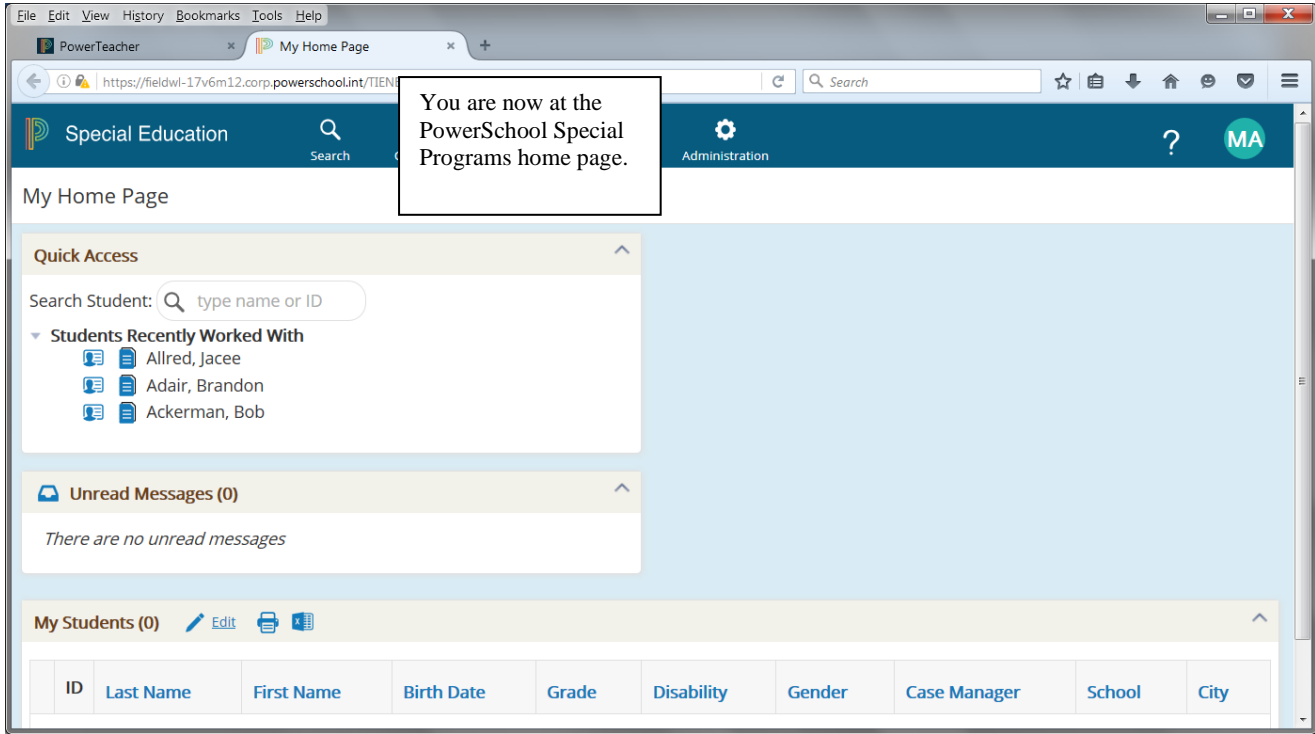 File Edit View History Bookmarks Tools Help
PowerTeacher × My Home Page × +
https://fieldwl-17v6m12.corp.powerschool.int/TIENE Search
Special Education Search Administration ? MA
You are now at the
PowerSchool Special
Programs home page.
My Home Page
Quick Access
Search Student: type name or ID
Students Recently Worked With
Allred, Jacee
Adair, Brandon
Ackerman, Bob
Unread Messages (0)
There are no unread messages
My Students (0) Edit
ID Last Name First Name Birth Date Grade Disability Gender Case Manager School City